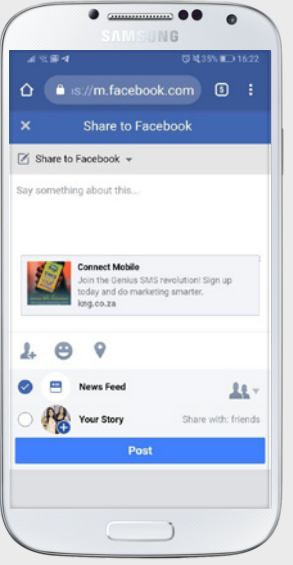 SAMSUNG
35% 16:22
s://m.facebook.com 5
× Share to Facebook
Share to Facebook
Say something about this...
Connect Mobile
Join the Genius SMS revolution! Sign up
today and do marketing smarter.
kng.co.za
News Feed
Your Story Share with: friends
Post